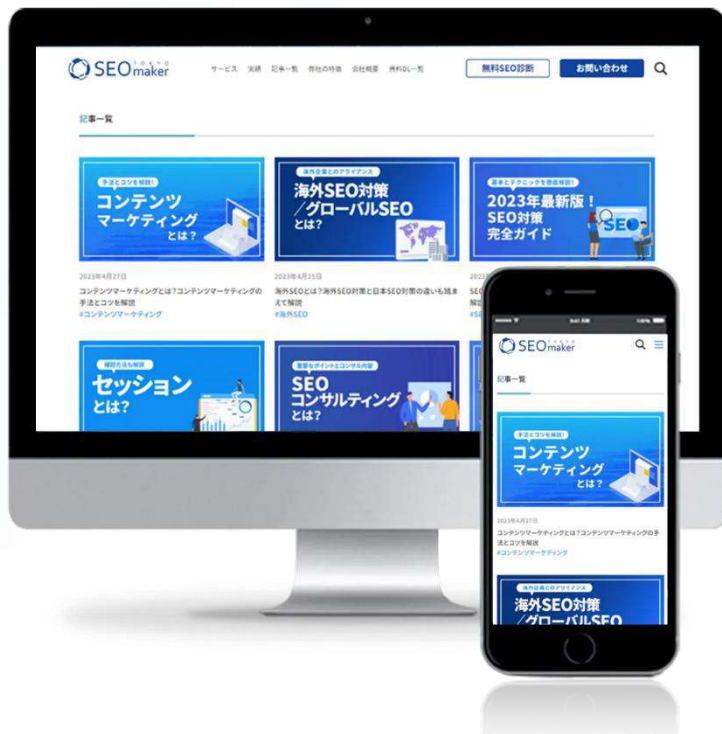 SEO maker
TOKYO
サービス 実績 記事一覧 弊社の特徴 会社概要 無料DL一覧
無料SEO診断
お問い合わせ
記事一覧
手法とコツを解説!
コンテンツ
マーケティング
とは?
2023年4月27日
コンテンツマーケティングとは?コンテンツマーケティングの
手法とコツを解説
#コンテンツマーケティング
海外企業とのアライアンス
海外SEO対策
/グローバルSEO
とは?
2023年4月25日
海外SEOとは?海外SEO対策と日本SEO対策の違いも踏ま
えて解説
#海外SEO
基本とテクニックを徹底解説!
2023年最新版!
SEO対策
完全ガイド
SEO
確認方法も解説
セッション
とは?
重要なポイントとコンサル内容
SEO
コンサルティング
とは?
9:41 AM
100%
SEO maker
TOKYO
記事一覧
手法とコツを解説!
コンテンツ
マーケティング
とは?
2023年4月27日
コンテンツマーケティングとは?コンテンツマーケティングの手
法とコツを解説
#コンテンツマーケティング
海外企業とのアライアンス
海外SEO対策
/グローバルSEO